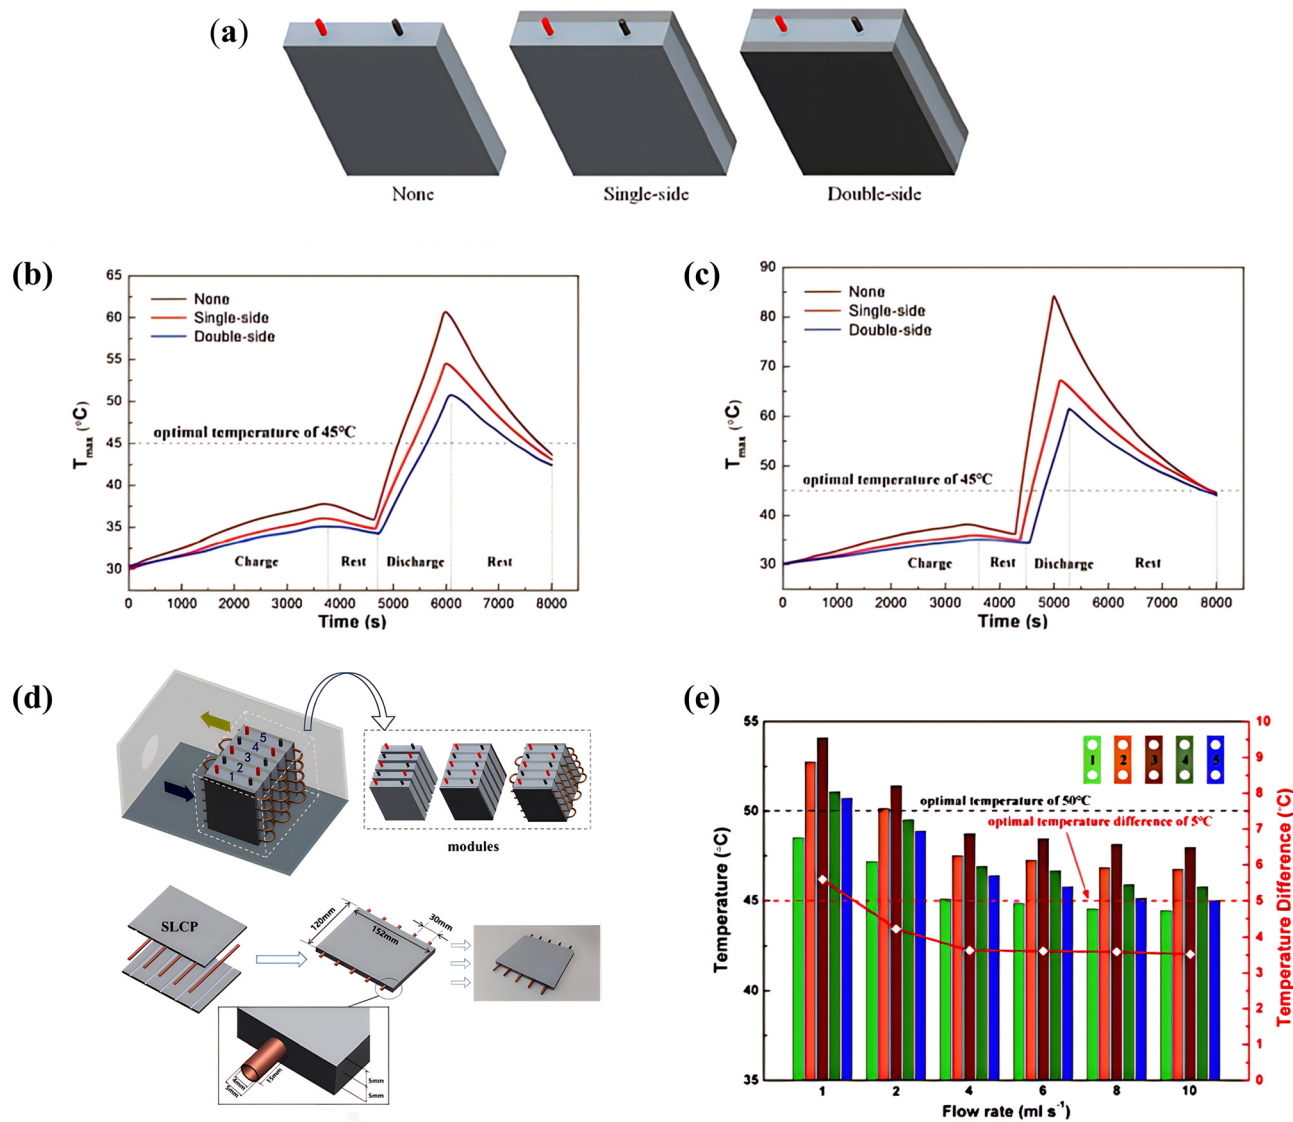 (a)
None
Single-side
Double-side
(b)
65
60
55
50
45
40
35
30
T_max (°C)
None
Single-side
Double-side
optimal temperature of 45°C
Charge
Rest
Discharge
Rest
0 1000 2000 3000 4000 5000 6000 7000 8000
Time (s)
(c)
90
80
70
60
50
40
30
T_max (°C)
None
Single-side
Double-side
optimal temperature of 45°C
Charge
Rest
Discharge
Rest
0 1000 2000 3000 4000 5000 6000 7000 8000
Time (s)
(d)
5
4
3
2
1
modules
SLCP
120mm
152mm
30mm
4mm
5mm
15mm
5mm
5mm
(e)
55
50
45
40
35
Temperature (°C)
1 2 3 4 5
optimal temperature of 50°C
optimal temperature difference of 5°C
10
9
8
7
6
5
4
3
2
1
0
Temperature Difference (°C)
1 2 4 6 8 10
Flow rate (ml s⁻¹)